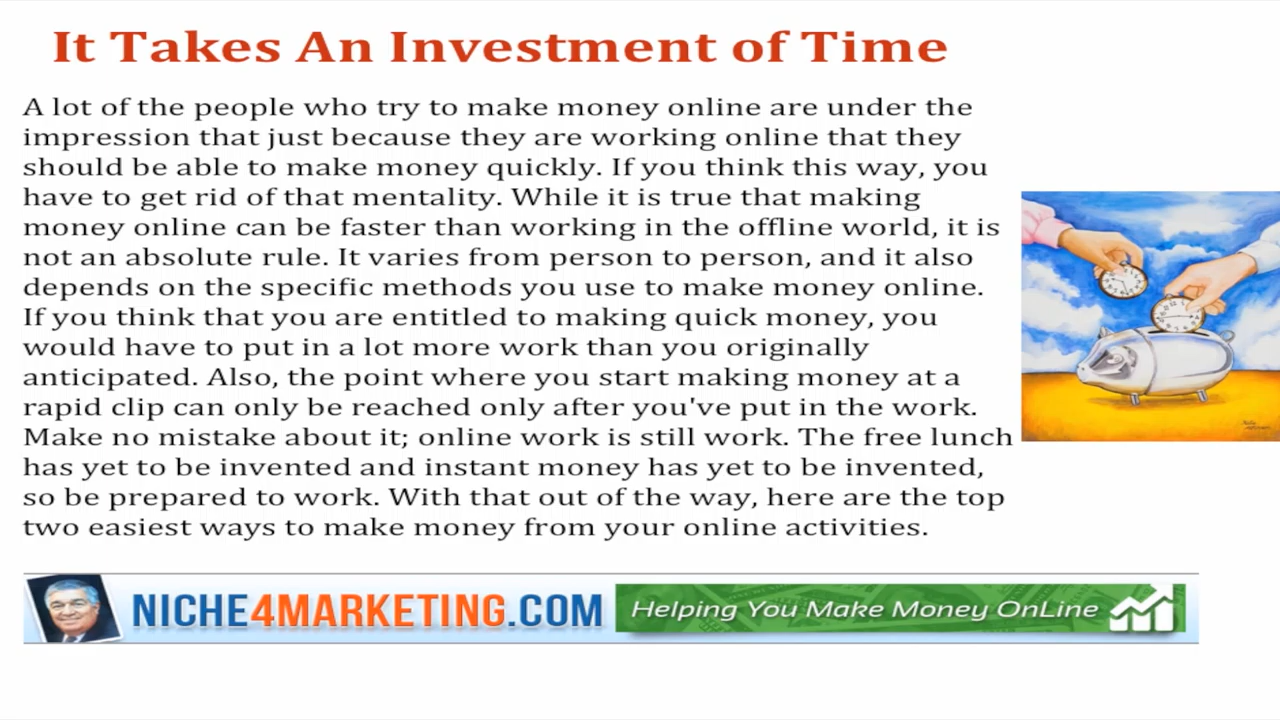 It Takes An Investment of Time
A lot of the people who try to make money online are under the
impression that just because they are working online that they
should be able to make money quickly. If you think this way, you
have to get rid of that mentality. While it is true that making
money online can be faster than working in the offline world, it is
not an absolute rule. It varies from person to person, and it also
depends on the specific methods you use to make money online.
If you think that you are entitled to making quick money, you
would have to put in a lot more work than you originally
anticipated. Also, the point where you start making money at a
rapid clip can only be reached only after you've put in the work.
Make no mistake about it; online work is still work. The free lunch
has yet to be invented and instant money has yet to be invented,
so be prepared to work. With that out of the way, here are the top
two easiest ways to make money from your online activities.
NICHE4MARKETING.COM Helping You Make Money OnLine